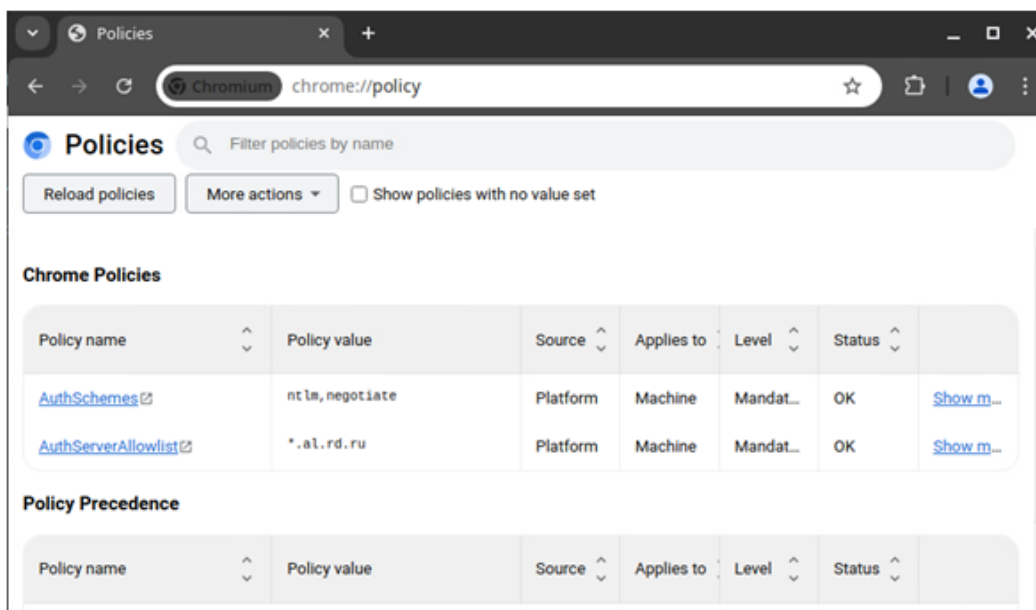 Policies
Chromium chrome://policy
Policies Filter policies by name
Reload policies More actions Show policies with no value set
Chrome Policies
Policy name Policy value Source Applies to Level Status
AuthSchemes ntlm,negotiate Platform Machine Mandat... OK Show m...
AuthServerAllowlist *.al.rd.ru Platform Machine Mandat... OK Show m...
Policy Precedence
Policy name Policy value Source Applies to Level Status